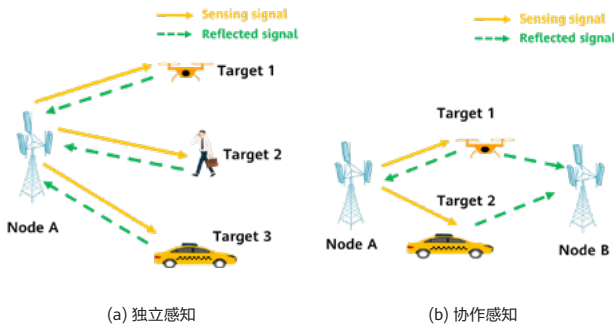 Sensing signal
Reflected signal
Target 1
Target 2
Target 3
Node A
(a) 独立感知
Sensing signal
Reflected signal
Target 1
Target 2
Node A
Node B
(b) 协作感知